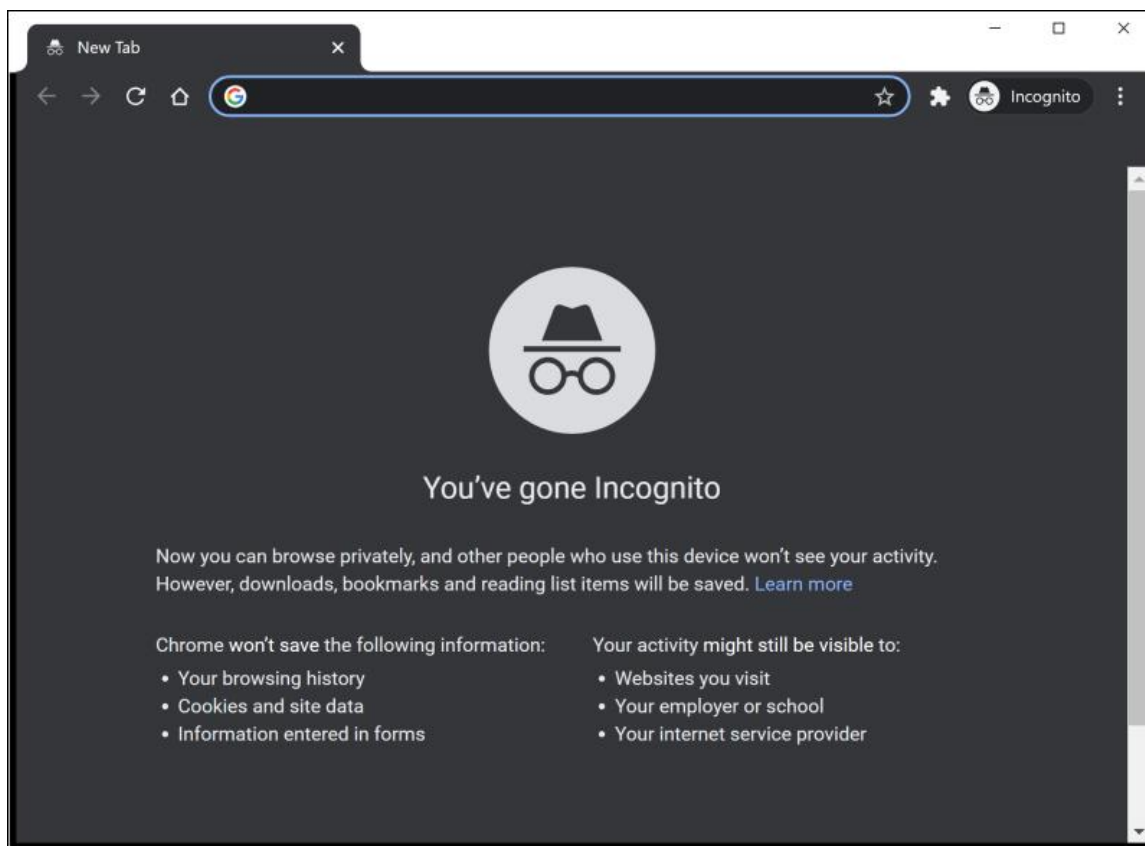 New Tab
Incognito
You’ve gone Incognito
Now you can browse privately, and other people who use this device won’t see your activity.
However, downloads, bookmarks and reading list items will be saved. Learn more
Chrome won’t save the following information:
• Your browsing history
• Cookies and site data
• Information entered in forms
Your activity might still be visible to:
• Websites you visit
• Your employer or school
• Your internet service provider